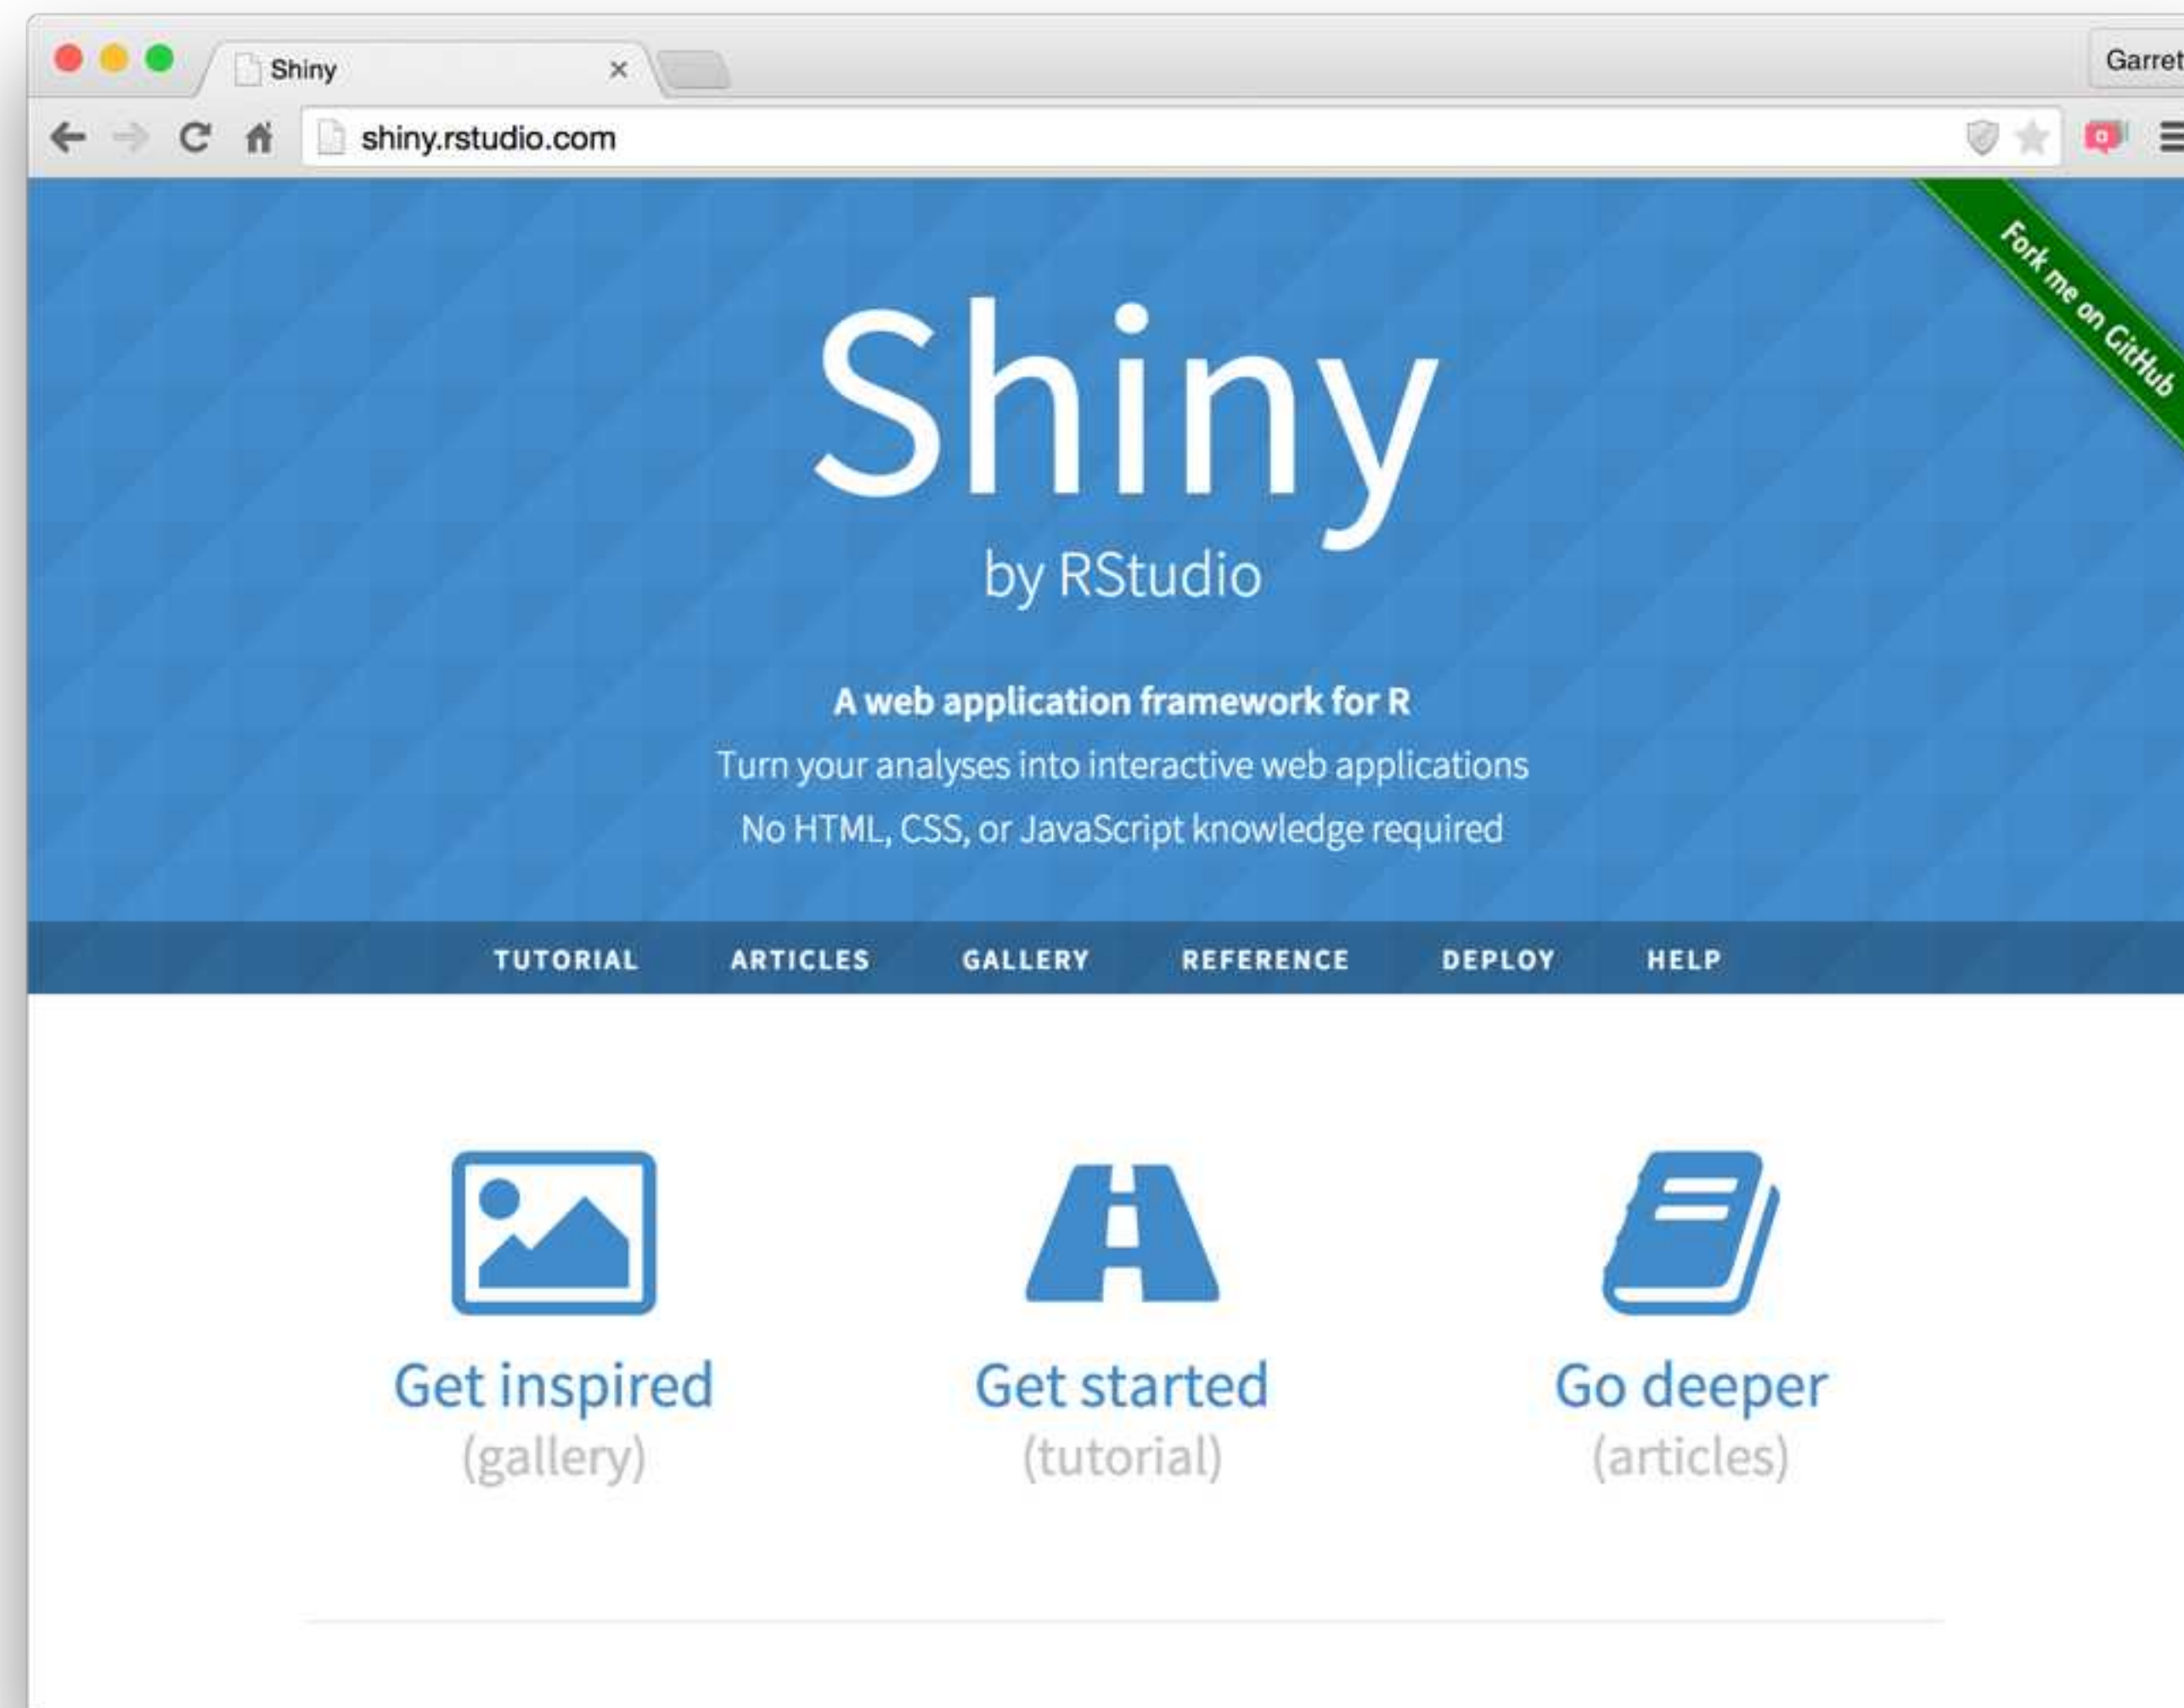 Shiny
Garret
shiny.rstudio.com
Fork me on GitHub
Shiny
by RStudio
A web application framework for R
Turn your analyses into interactive web applications
No HTML, CSS, or JavaScript knowledge required
TUTORIAL ARTICLES GALLERY REFERENCE DEPLOY HELP
Get inspired Get started Go deeper
(gallery) (tutorial) (articles)